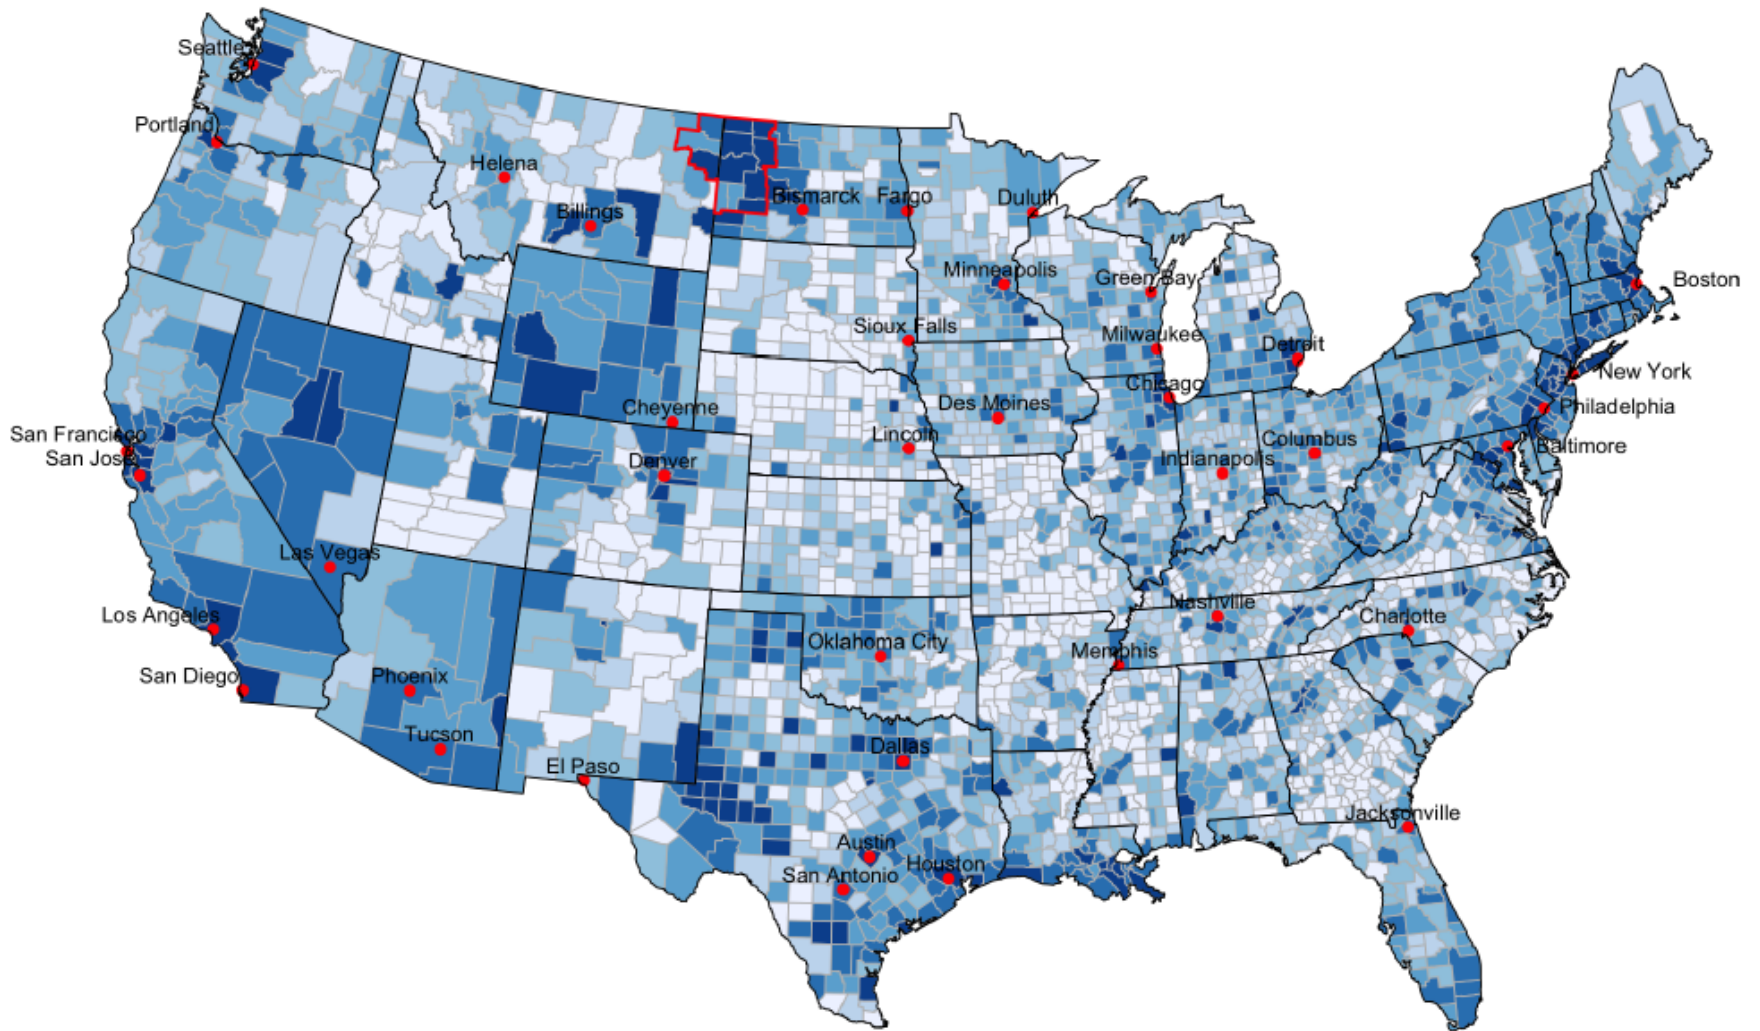 Seattle
Portland
Helena
Billings
Bismarck
Fargo
Duluth
Minneapolis
Green Bay
Boston
Sioux Falls
Milwaukee
Detroit
New York
Chicago
Cheyenne
Des Moines
Philadelphia
San Francisco
Lincoln
Columbus
Baltimore
San Jose
Denver
Indianapolis
Las Vegas
Nashville
Los Angeles
Charlotte
Oklahoma City
Memphis
San Diego
Phoenix
Tucson
Dallas
El Paso
Jacksonville
Austin
Houston
San Antonio